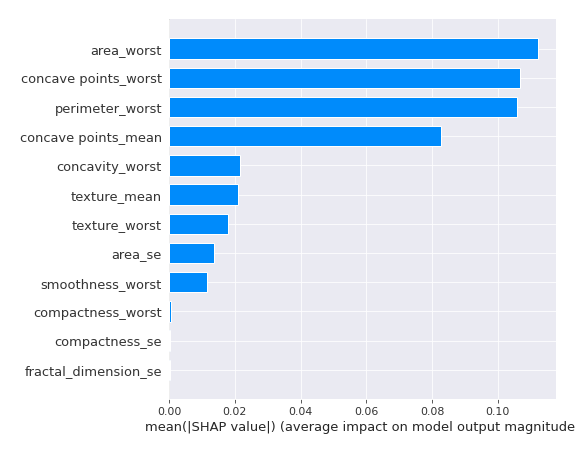 area_worst
concave points_worst
perimeter_worst
concave points_mean
concavity_worst
texture_mean
texture_worst
area_se
smoothness_worst
compactness_worst
compactness_se
fractal_dimension_se
0.00 0.02 0.04 0.06 0.08 0.10
mean(|SHAP value|) (average impact on model output magnitude